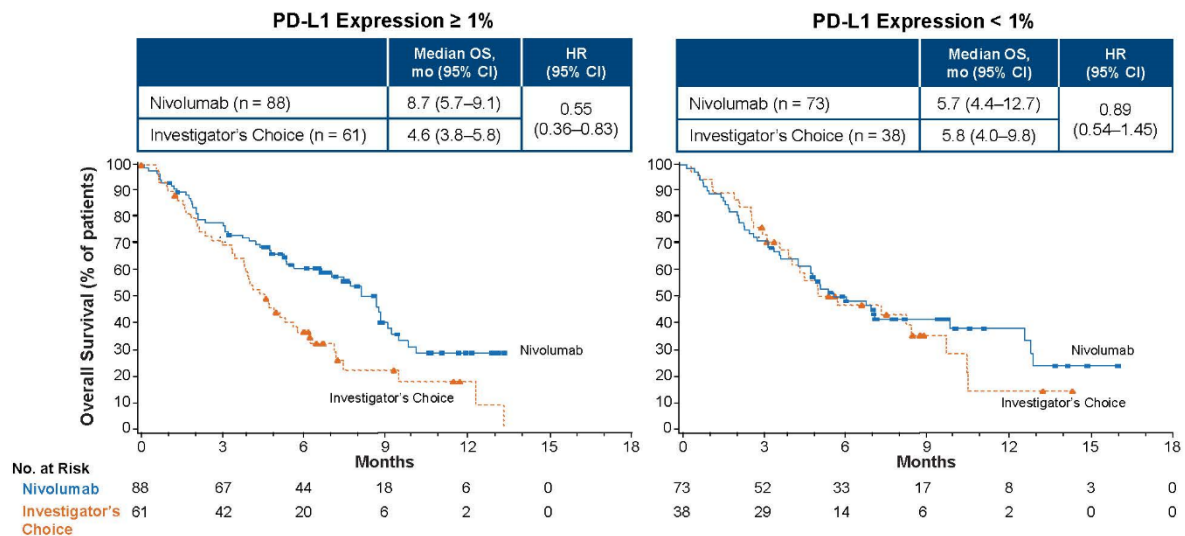 PD-L1 Expression ≥ 1%
Median OS, mo (95% CI) HR (95% CI)
Nivolumab (n = 88) 8.7 (5.7–9.1) 0.55 (0.36–0.83)
Investigator's Choice (n = 61) 4.6 (3.8–5.8)
PD-L1 Expression < 1%
Median OS, mo (95% CI) HR (95% CI)
Nivolumab (n = 73) 5.7 (4.4–12.7) 0.89 (0.54–1.45)
Investigator's Choice (n = 38) 5.8 (4.0–9.8)
Overall Survival (% of patients)
100
90
80
70
60
50
40
30
20
10
0
Nivolumab
Investigator's Choice
0 3 6 9 12 15 18
Months
100
90
80
70
60
50
40
30
20
10
0
Nivolumab
Investigator's Choice
0 3 6 9 12 15 18
Months
No. at Risk
Nivolumab 88 67 44 18 6 0 73 52 33 17 8 3 0
Investigator's Choice 61 42 20 6 2 0 38 29 14 6 2 0 0